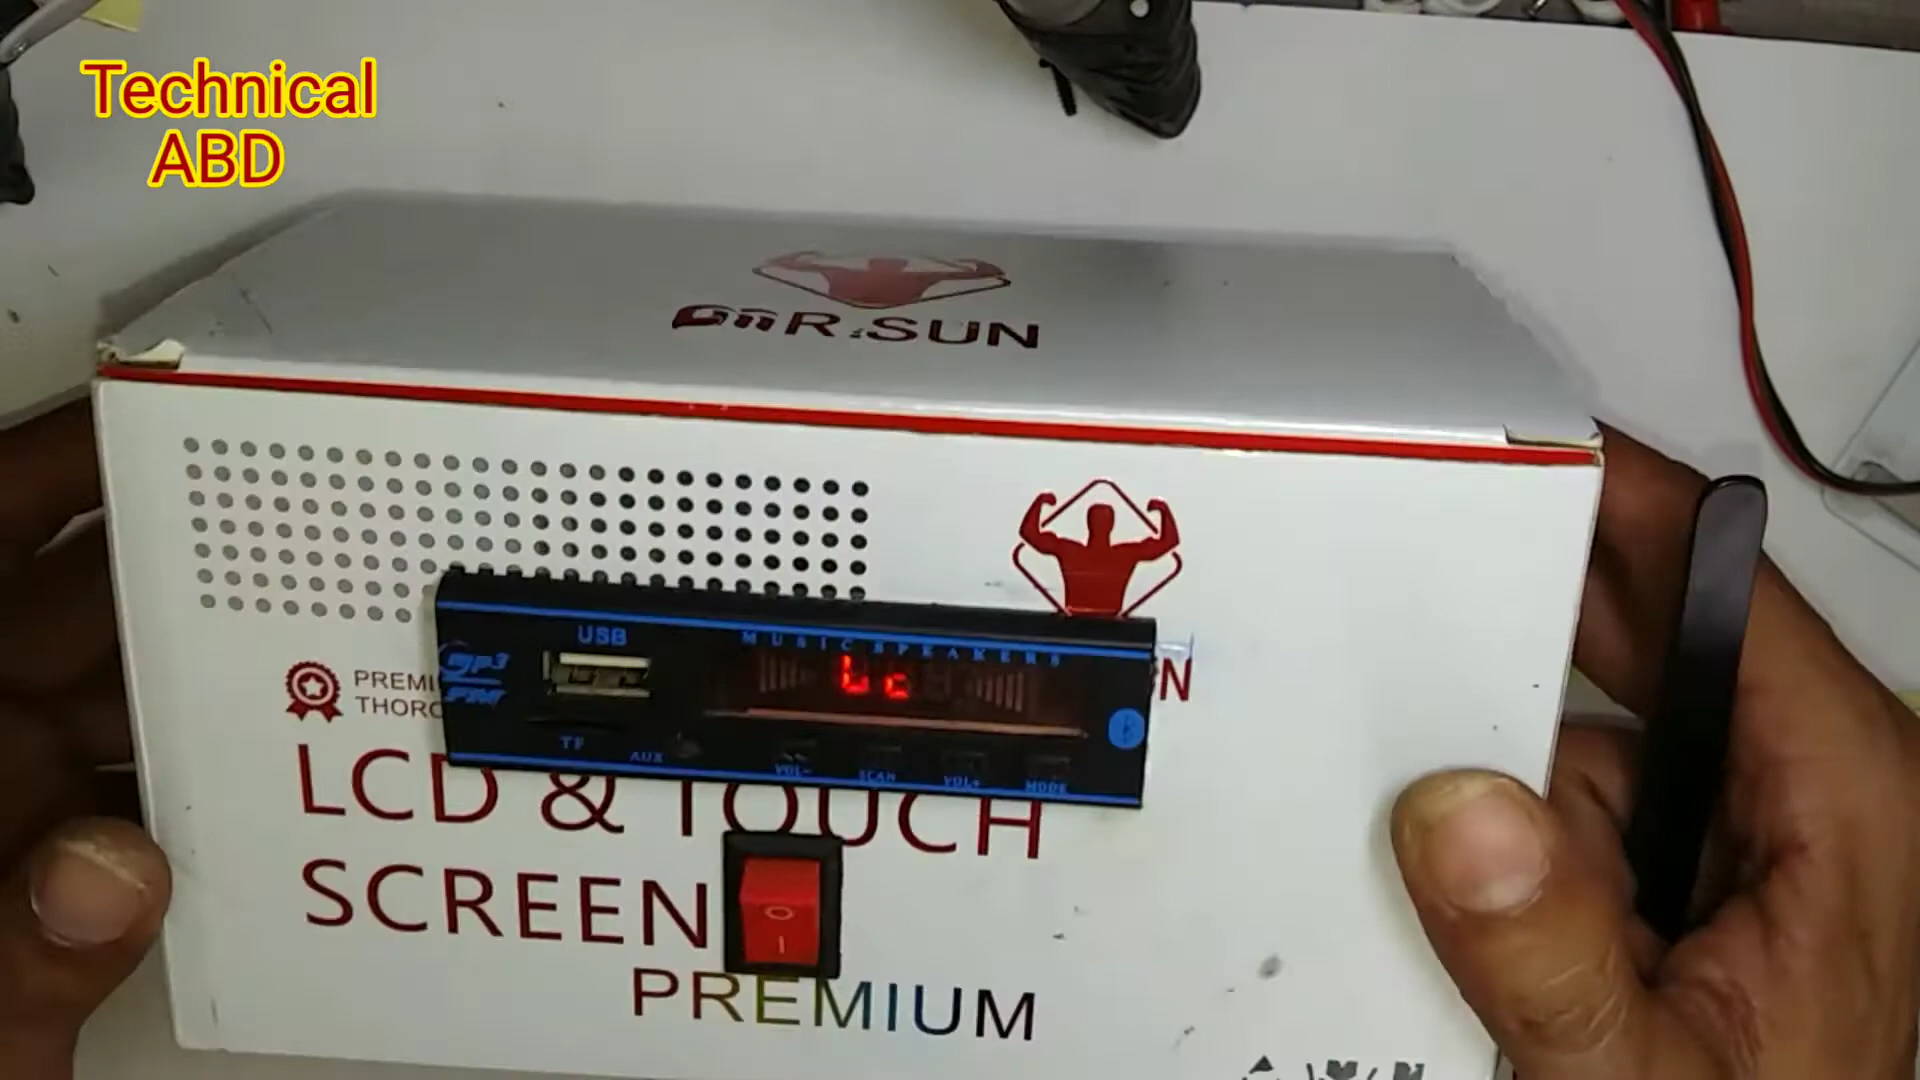 Technical
ABD
R.SUN
USB
MUSIC SPEAKERS
mp3
bc
N
PREMI
THORO
TF
AUX
VOL-
SCAN
VOL+
MODE
LCD & TOUCH
SCREEN
O
I
PREMIUM